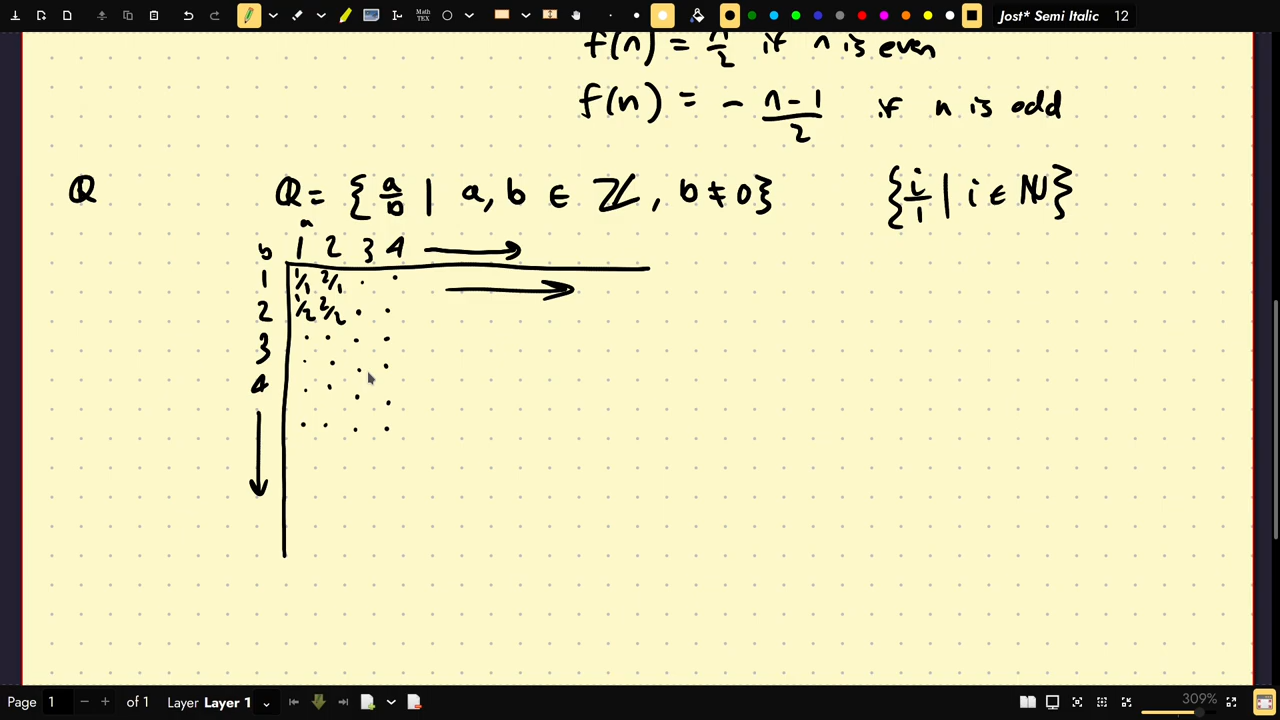 Math
TEX
Jost* Semi Italic 12
f(n) = n/2 if n is even
f(n) = - n-1/2 if n is odd
Q Q = {a/b | a, b ∈ ℤ, b ≠ 0} {i/1 | i ∈ ℕ}
a
b 1 2 3 4
1 1/1 2/1
2 1/2 2/2
3
4
Page 1 of 1 Layer Layer 1 309%